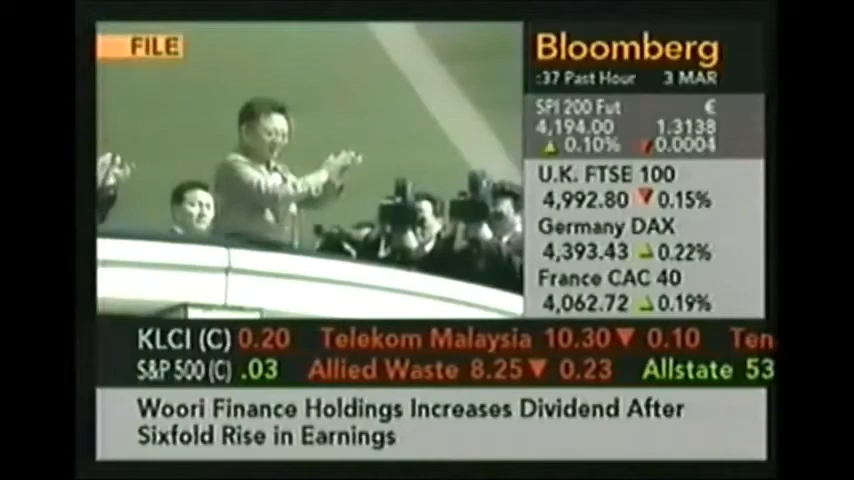 FILE
Bloomberg
:37 Past Hour 3 MAR
SPI 200 Fut €
4,194.00 1.3138
0.10% 0.0004
U.K. FTSE 100
4,992.80 0.15%
Germany DAX
4,393.43 0.22%
France CAC 40
4,062.72 0.19%
KLCI (C) 0.20 Telekom Malaysia 10.30 0.10 Ten
S&P 500 (C) .03 Allied Waste 8.25 0.23 Allstate 53
Woori Finance Holdings Increases Dividend After
Sixfold Rise in Earnings